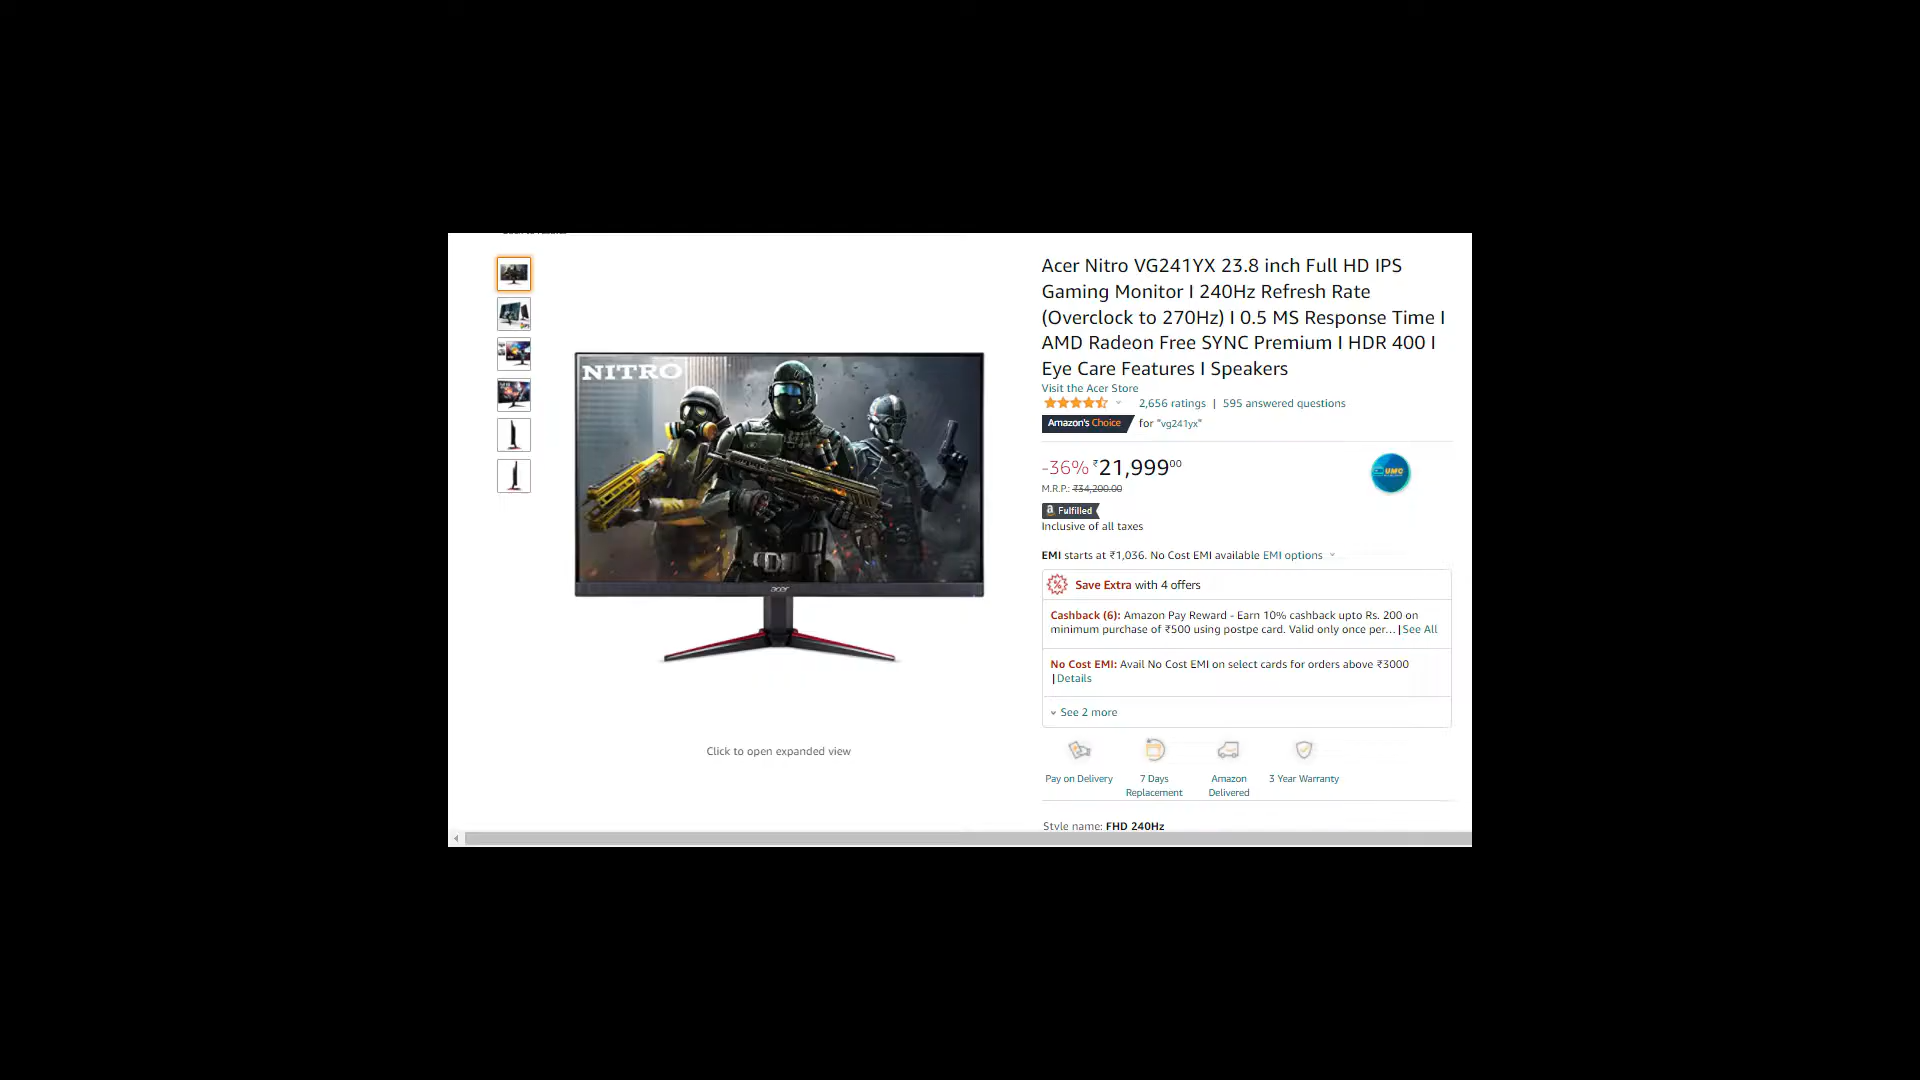 Acer Nitro VG241YX 23.8 inch Full HD IPS
Gaming Monitor I 240Hz Refresh Rate
(Overclock to 270Hz) I 0.5 MS Response Time I
AMD Radeon Free SYNC Premium I HDR 400 I
Eye Care Features I Speakers
Visit the Acer Store
2,656 ratings | 595 answered questions
Amazon's Choice for "vg241yx"
NITRO
-36% ₹21,99900
UMC
M.R.P.: ₹34,200.00
Fulfilled
Inclusive of all taxes
EMI starts at ₹1,036. No Cost EMI available EMI options
Save Extra with 4 offers
acer
Cashback (6): Amazon Pay Reward - Earn 10% cashback upto Rs. 200 on
minimum purchase of ₹500 using postpe card. Valid only once per... | See All
No Cost EMI: Avail No Cost EMI on select cards for orders above ₹3000
| Details
See 2 more
Click to open expanded view
Pay on Delivery
7 Days
Replacement
Amazon
Delivered
3 Year Warranty
Style name: FHD 240Hz